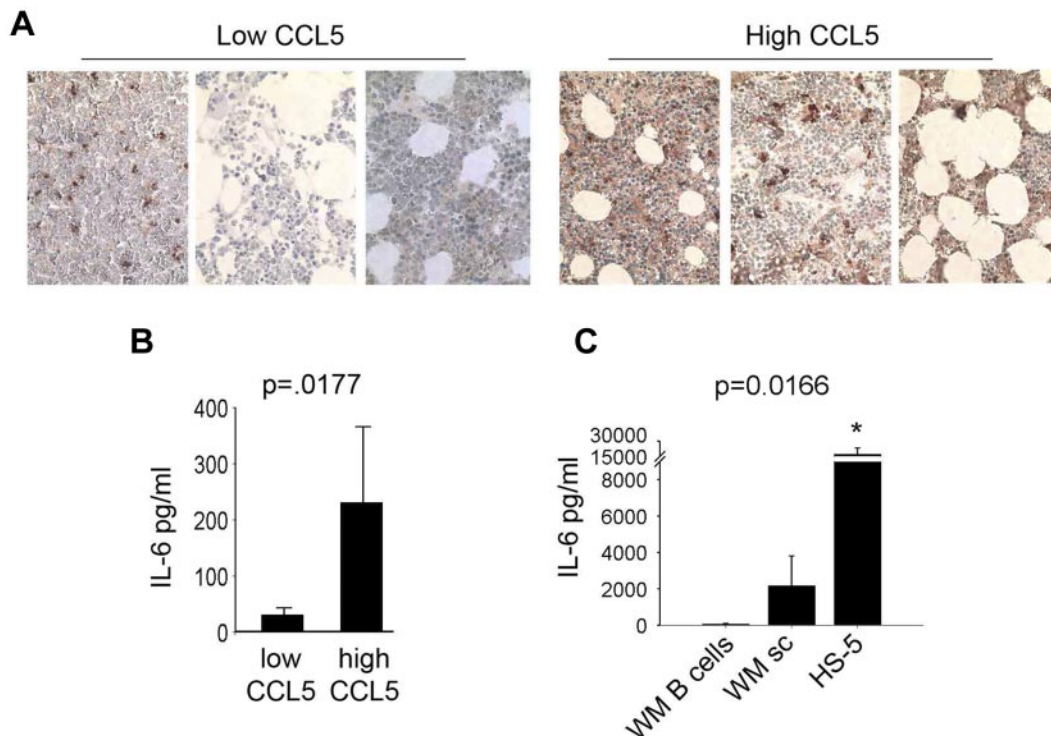 A
Low CCL5
High CCL5
B
p=.0177
400
300
200
100
0
IL-6 pg/ml
low
CCL5
high
CCL5
C
p=0.0166
*
30000
15000
8000
6000
4000
2000
0
IL-6 pg/ml
WM B cells
WM sc
HS-5